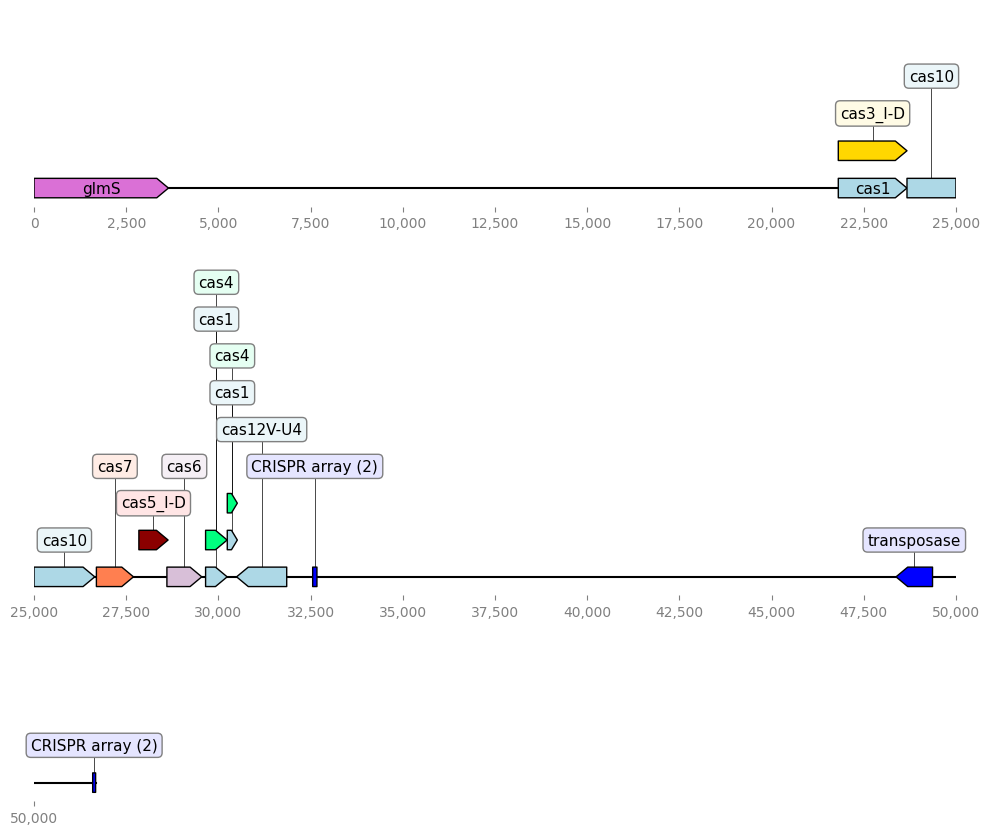 cas10
cas3_I-D
glmS
cas1
0 2,500 5,000 7,500 10,000 12,500 15,000 17,500 20,000 22,500 25,000
cas4
cas1
cas4
cas1
cas12V-U4
cas7 cas6 CRISPR array (2)
cas5_I-D
cas10 transposase
25,000 27,500 30,000 32,500 37,500 40,000 42,500 45,000 47,500 50,000
CRISPR array (2)
50,000